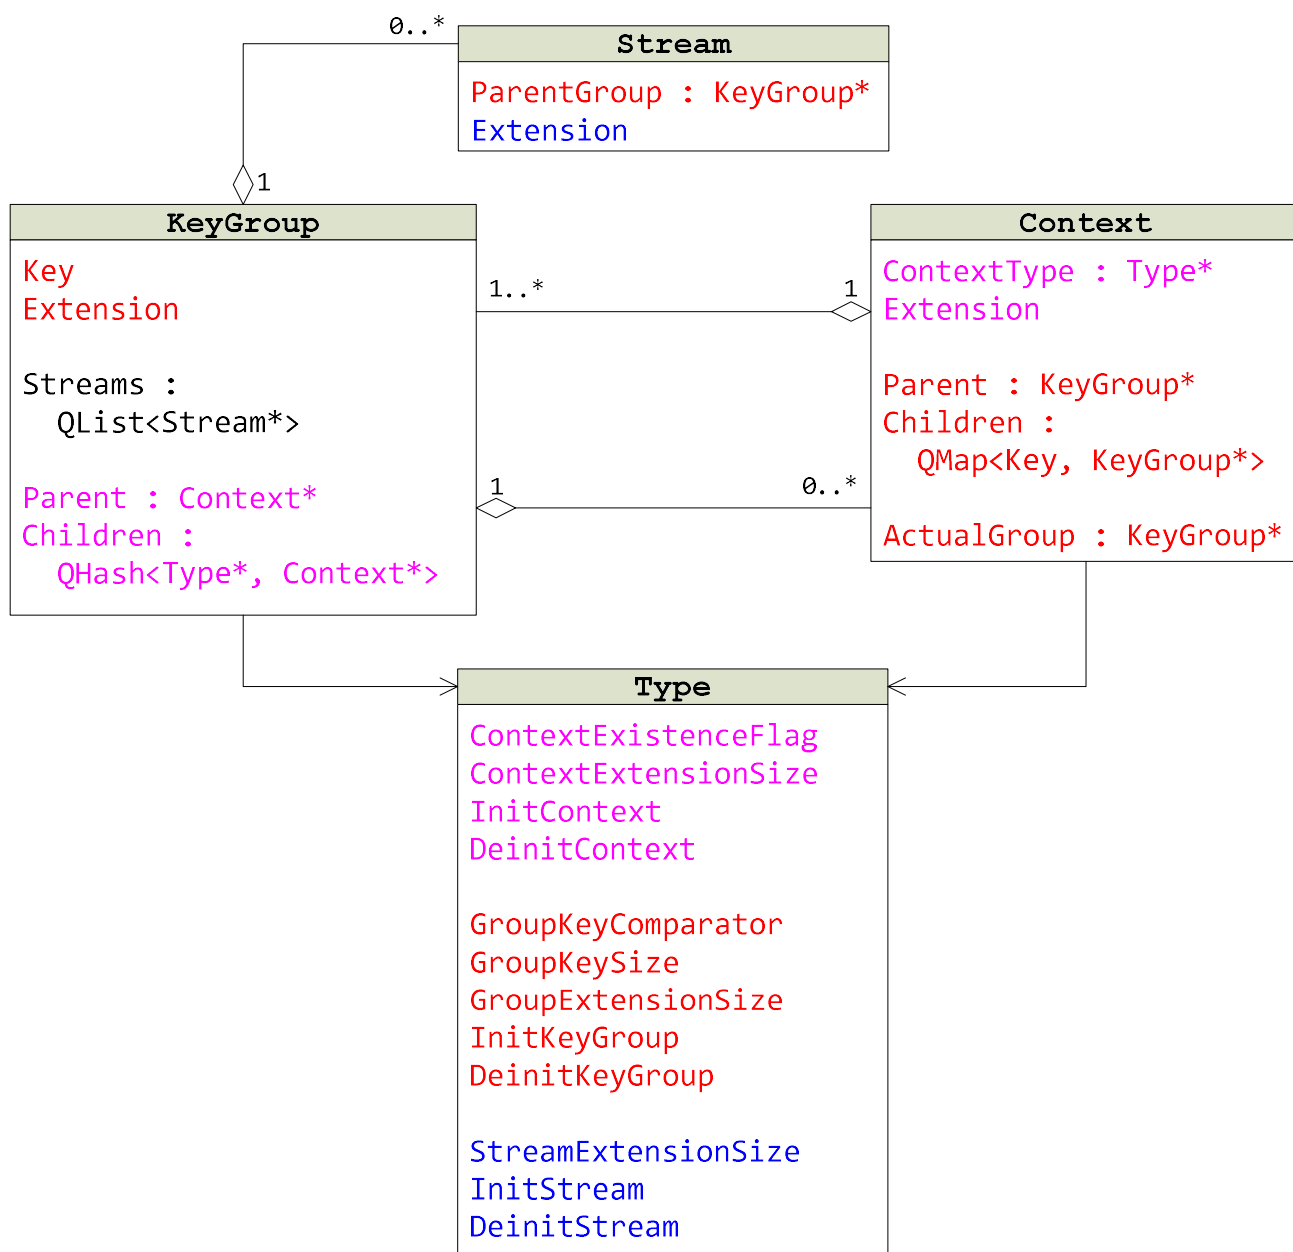 0..*
Stream
ParentGroup : KeyGroup*
Extension
1
KeyGroup
Key
Extension
Streams :
QList<Stream*>
Parent : Context*
Children :
QHash<Type*, Context*>
1..*
1
1
0..*
Context
ContextType : Type*
Extension
Parent : KeyGroup*
Children :
QMap<Key, KeyGroup*>
ActualGroup : KeyGroup*
Type
ContextExistenceFlag
ContextExtensionSize
InitContext
DeinitContext
GroupKeyComparator
GroupKeySize
GroupExtensionSize
InitKeyGroup
DeinitKeyGroup
StreamExtensionSize
InitStream
DeinitStream